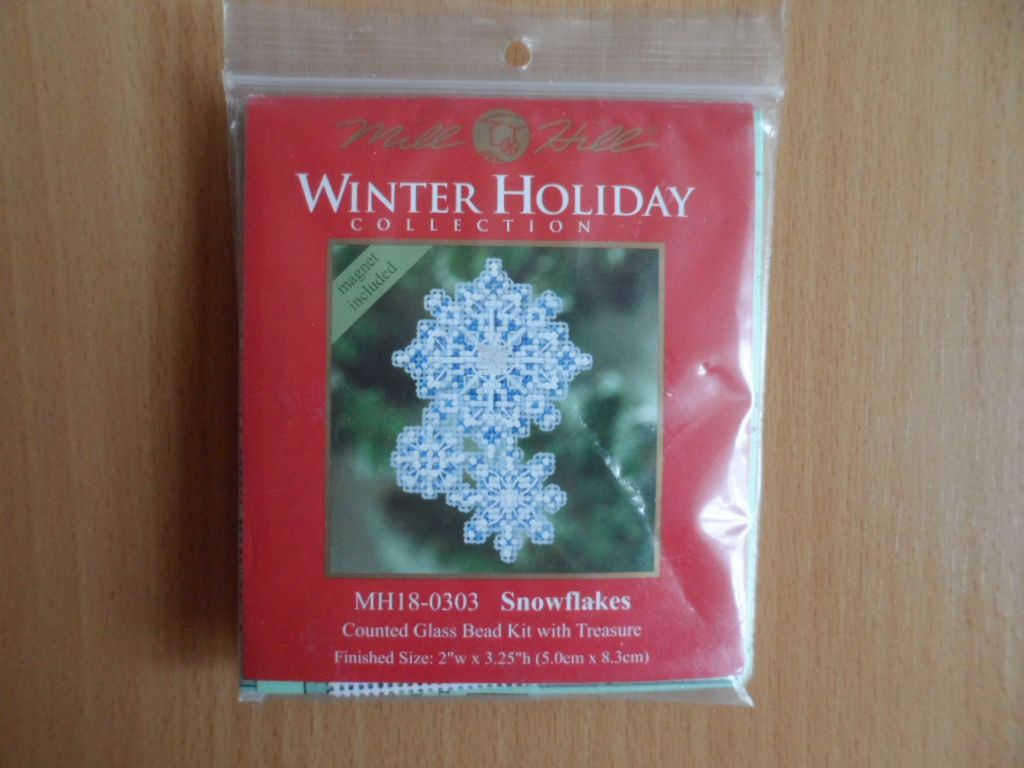 Mill Hill®
WINTER HOLIDAY
COLLECTION
magnet
included
MH18-0303 Snowflakes
Counted Glass Bead Kit with Treasure
Finished Size: 2"w x 3.25"h (5.0cm x 8.3cm)